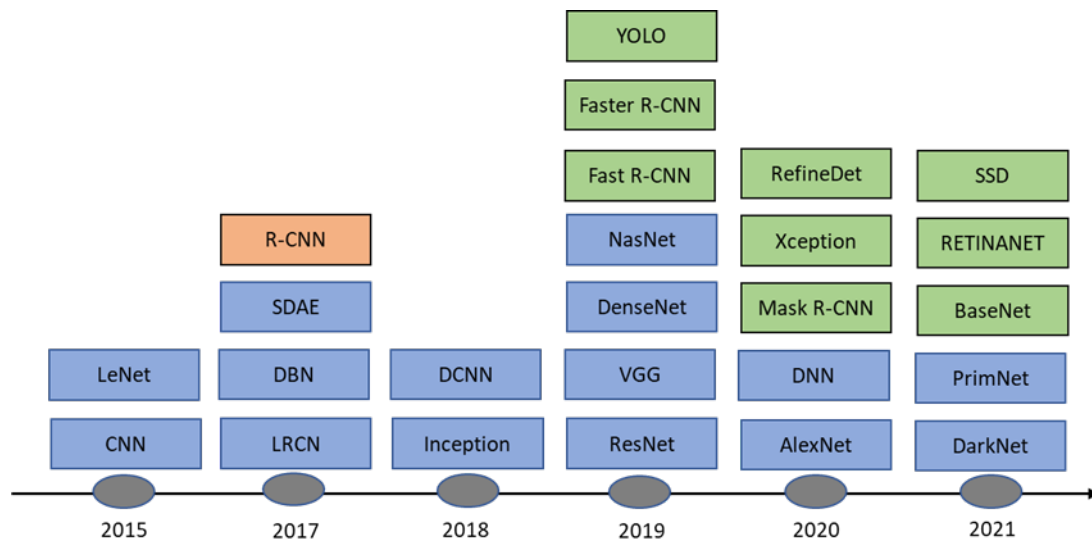 YOLO
Faster R-CNN
Fast R-CNN RefineDet SSD
R-CNN NasNet Xception RETINANET
SDAE DenseNet Mask R-CNN BaseNet
LeNet DBN DCNN VGG DNN PrimNet
CNN LRCN Inception ResNet AlexNet DarkNet
2015 2017 2018 2019 2020 2021